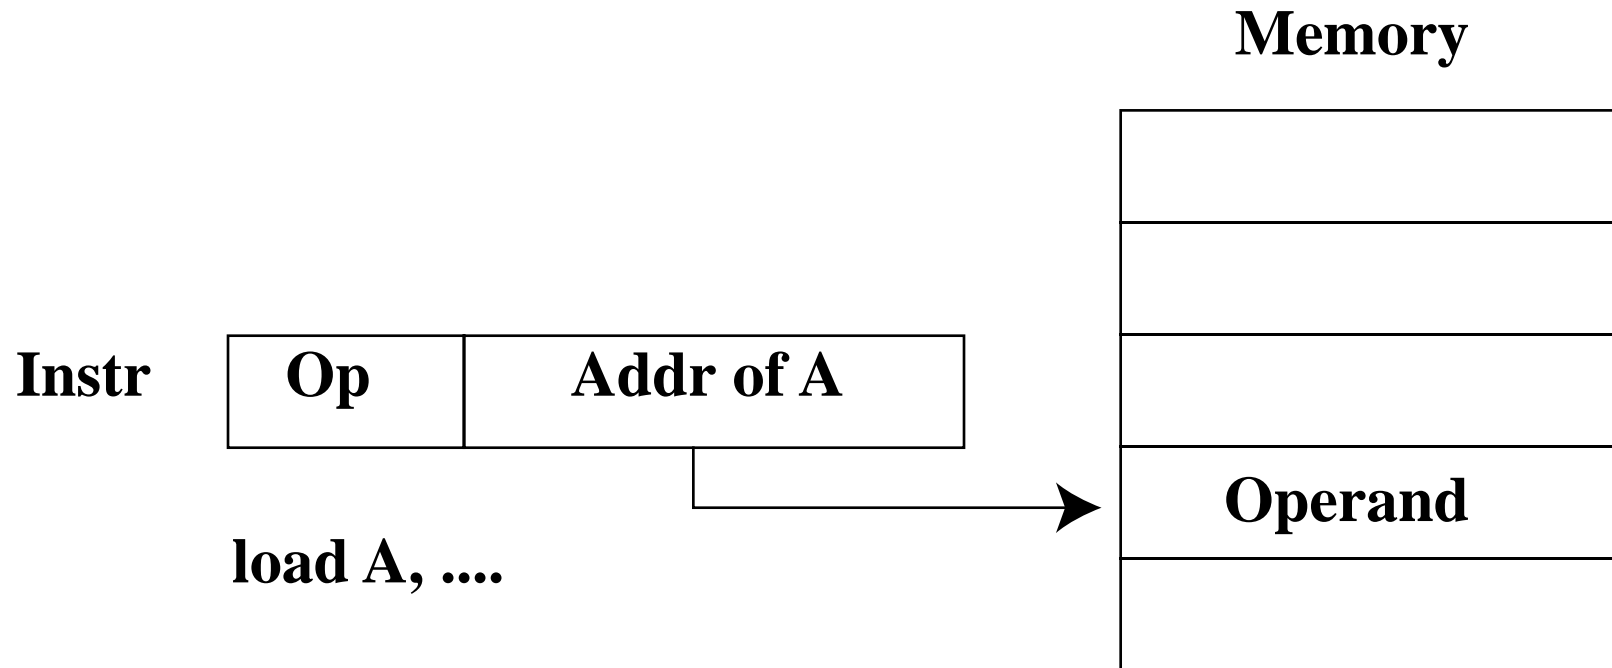 Memory
Instr Op Addr of A
Operand
load A, ....